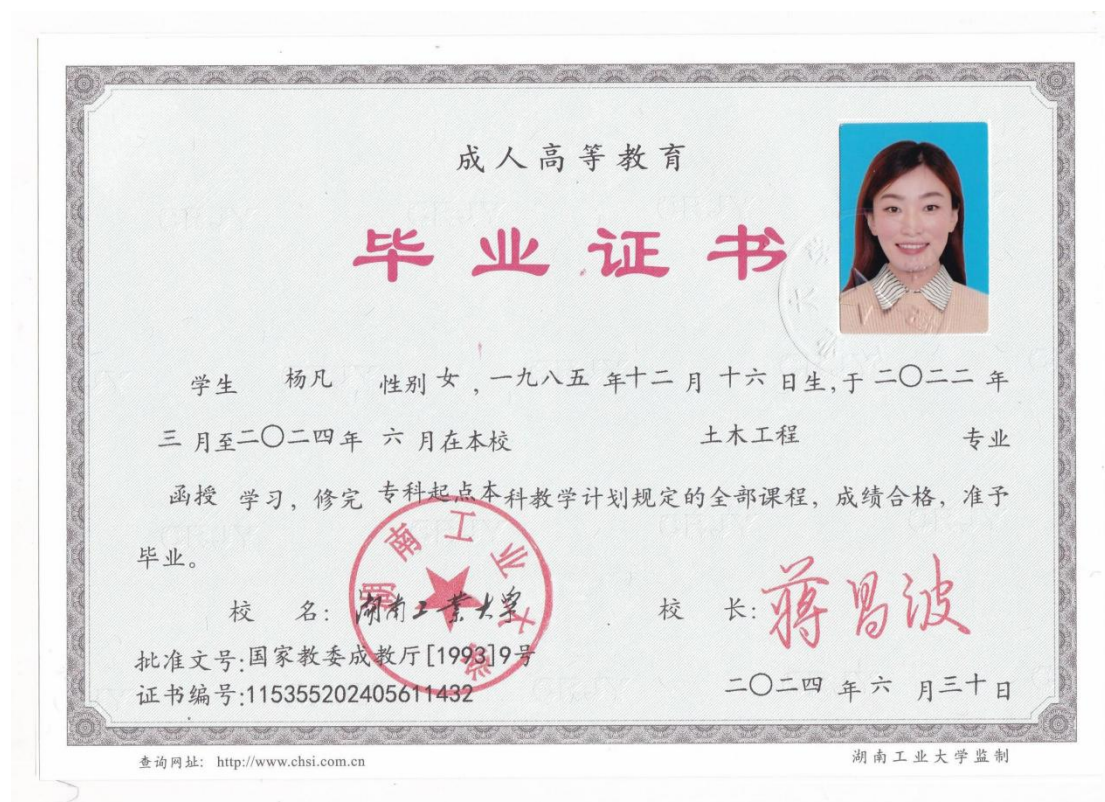 成人高等教育
毕业证书
学生 杨凡 性别 女 ,一九八五 年十二 月 十六 日生,于 二〇二二 年
三 月至二〇二四年 六 月在本校 土木工程 专业
函授 学习，修完 专科起点本科教学计划规定的全部课程，成绩合格，准予
毕业。
校 名: 湖南工業大学 校 长: 蒋昌波
批准文号:国家教委成教厅[1993]9号
证书编号:115355202405611432
二〇二四 年 六 月三十日
湖南工业大学
查询网址: http://www.chsi.com.cn
湖南工业大学监制